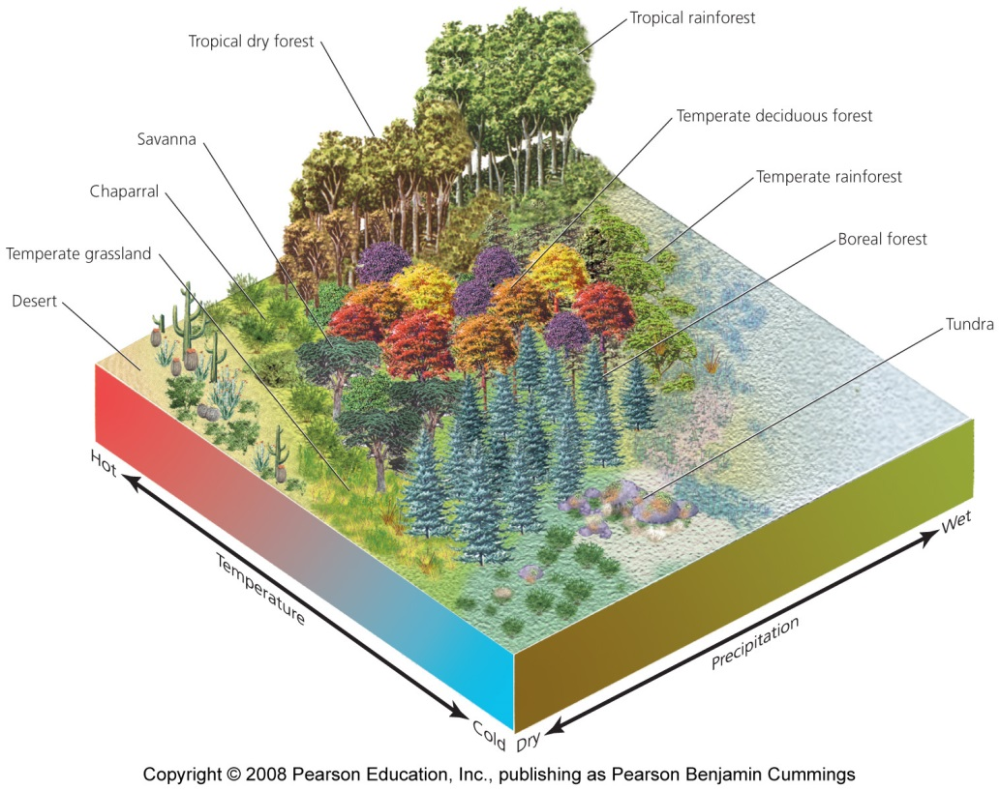 Tropical rainforest
Tropical dry forest
Temperate deciduous forest
Savanna
Temperate rainforest
Chaparral
Boreal forest
Temperate grassland
Desert
Tundra
Hot
Temperature
Cold
Dry
Precipitation
Wet
Copyright © 2008 Pearson Education, Inc., publishing as Pearson Benjamin Cummings